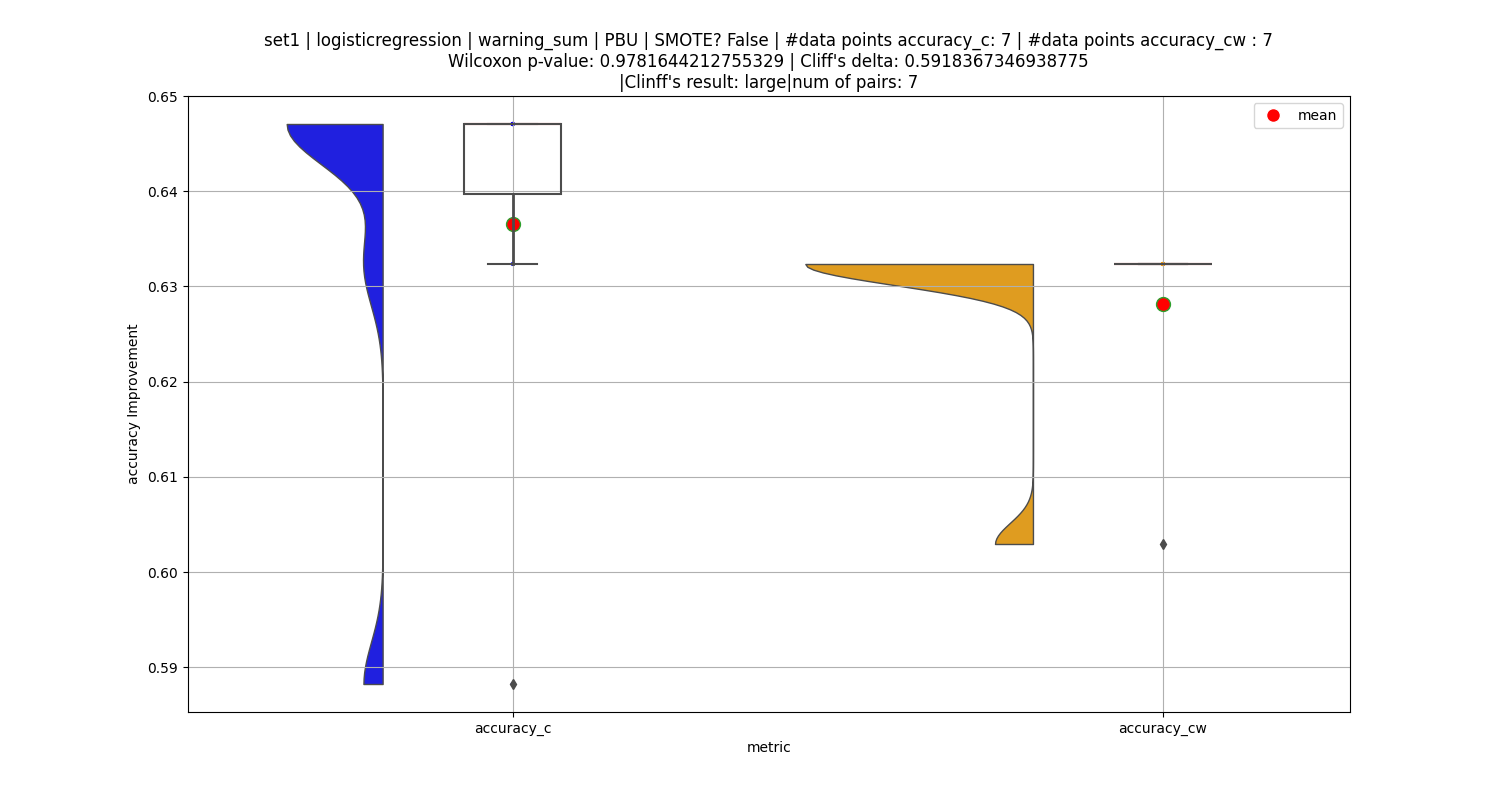 set1 | logisticregression | warning_sum | PBU | SMOTE? False | #data points accuracy_c: 7 | #data points accuracy_cw : 7
Wilcoxon p-value: 0.9781644212755329 | Cliff's delta: 0.5918367346938775
|Clinff's result: large|num of pairs: 7
mean
accuracy Improvement
0.65
0.64
0.63
0.62
0.61
0.60
0.59
accuracy_c
accuracy_cw
metric